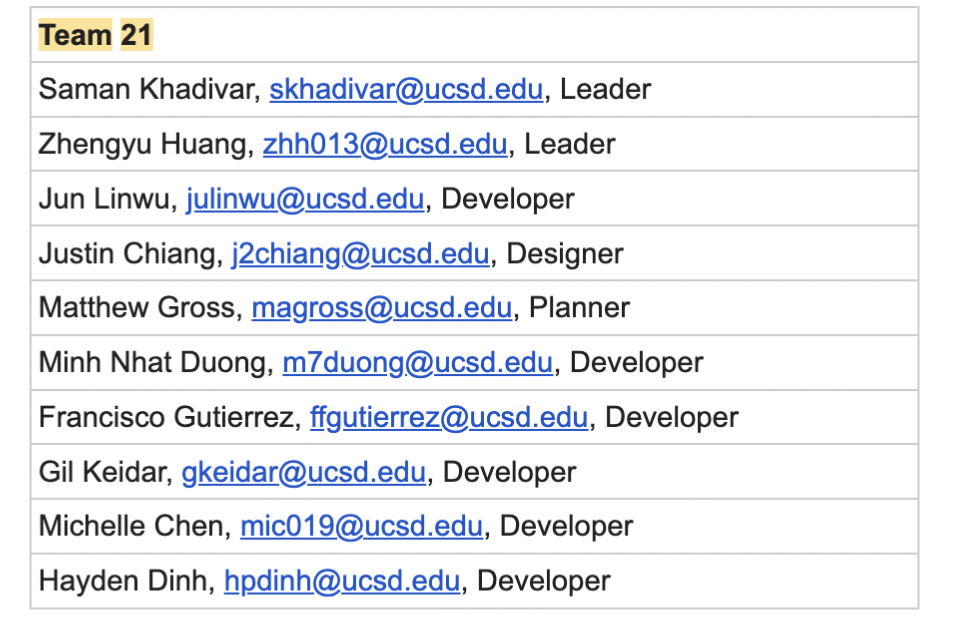 Team 21
Saman Khadivar, skhadivar@ucsd.edu, Leader
Zhengyu Huang, zhh013@ucsd.edu, Leader
Jun Linwu, julinwu@ucsd.edu, Developer
Justin Chiang, j2chiang@ucsd.edu, Designer
Matthew Gross, magross@ucsd.edu, Planner
Minh Nhat Duong, m7duong@ucsd.edu, Developer
Francisco Gutierrez, ffgutierrez@ucsd.edu, Developer
Gil Keidar, gkeidar@ucsd.edu, Developer
Michelle Chen, mic019@ucsd.edu, Developer
Hayden Dinh, hpdinh@ucsd.edu, Developer